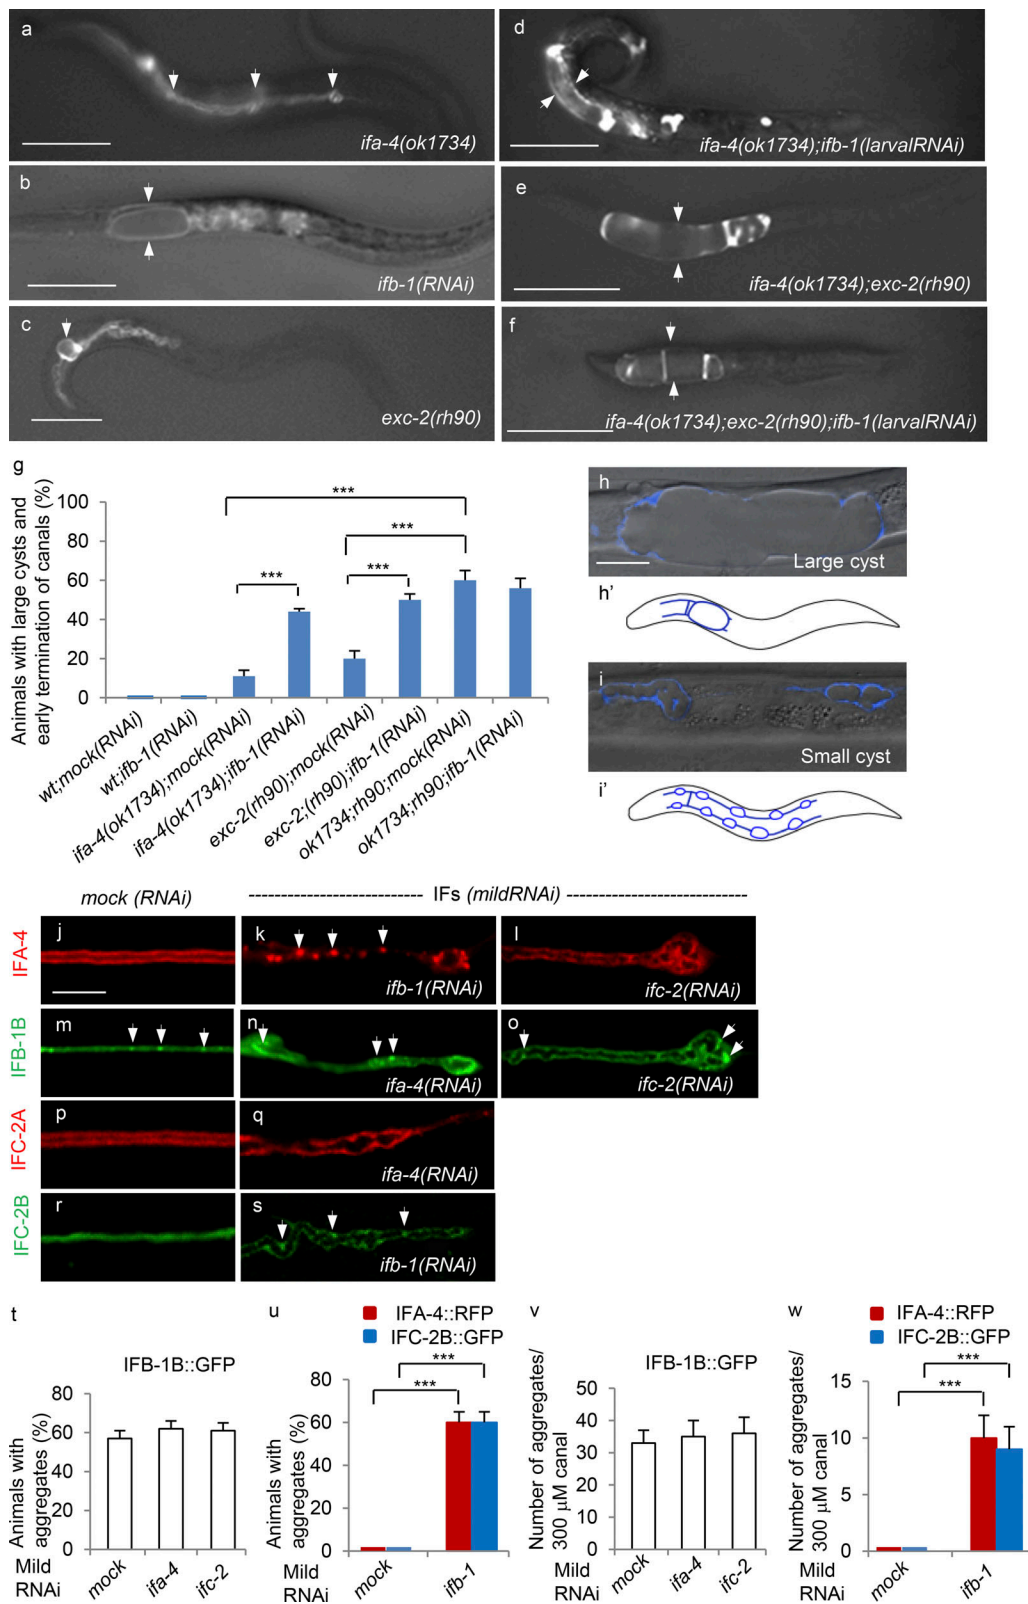 a
ifa-4(ok1734)
b
ifb-1(RNAi)
c
exc-2(rh90)
d
ifa-4(ok1734);ifb-1(larvalRNAi)
e
ifa-4(ok1734);exc-2(rh90)
f
ifa-4(ok1734);exc-2(rh90);ifb-1(larvalRNAi)
g
Animals with large cysts and
early termination of canals (%)
100
80
60
40
20
0
***
***
***
***
wt;mock(RNAi)
wt;ifb-1(RNAi)
ifa-4(ok1734);mock(RNAi)
ifa-4(ok1734);ifb-1(RNAi)
exc-2(rh90);mock(RNAi)
exc-2;(rh90);ifb-1(RNAi)
ok1734;rh90;mock(RNAi)
ok1734;rh90;ifb-1(RNAi)
h
Large cyst
h'
i
Small cyst
i'
mock (RNAi)
IFs (mildRNAi)
IFA-4
j
k
ifb-1(RNAi)
l
ifc-2(RNAi)
IFB-1B
m
n
ifa-4(RNAi)
o
ifc-2(RNAi)
IFC-2A
p
q
ifa-4(RNAi)
IFC-2B
r
s
ifb-1(RNAi)
t
IFB-1B::GFP
Animals with
aggregates (%)
80
60
40
20
0
Mild
RNAi
mock
ifa-4
ifc-2
u
IFA-4::RFP
IFC-2B::GFP
Animals with
aggregates (%)
80
60
40
20
0
***
***
Mild
RNAi
mock
ifb-1
v
IFB-1B::GFP
Number of aggregates/
300 µM canal
50
40
30
20
10
0
Mild
RNAi
mock
ifa-4
ifc-2
w
IFA-4::RFP
IFC-2B::GFP
Number of aggregates/
300 µM canal
15
10
5
0
***
***
Mild
RNAi
mock
ifb-1